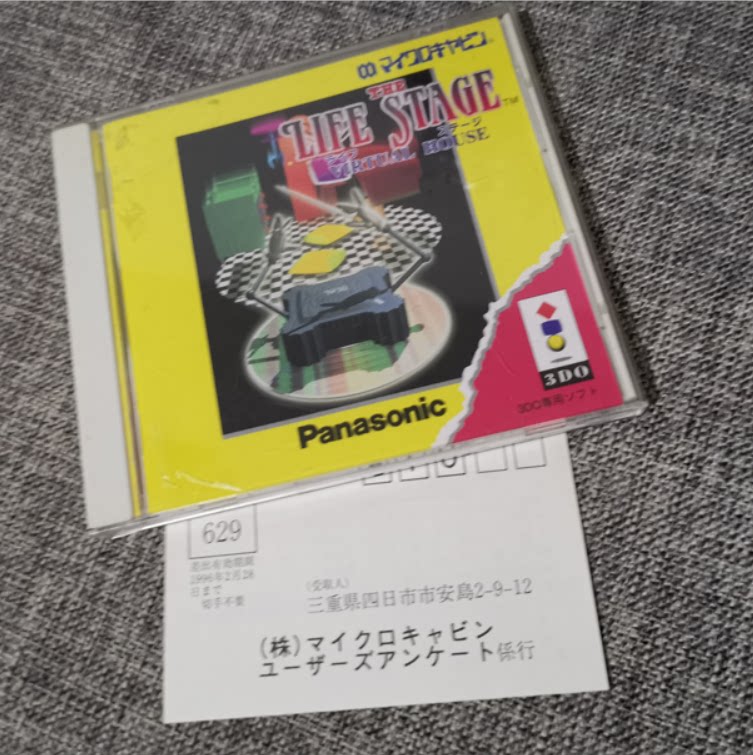 マイクロキャビン
THE
LIFE STAGE™
ステージ
VIRTUAL HOUSE
3DO
3DO専用ソフト
Panasonic
629
差出有効期間
1996年2月28
日まで
切手不要
(受取人)
三重県四日市市安島2-9-12
(株)マイクロキャビン
ユーザーズアンケート係行